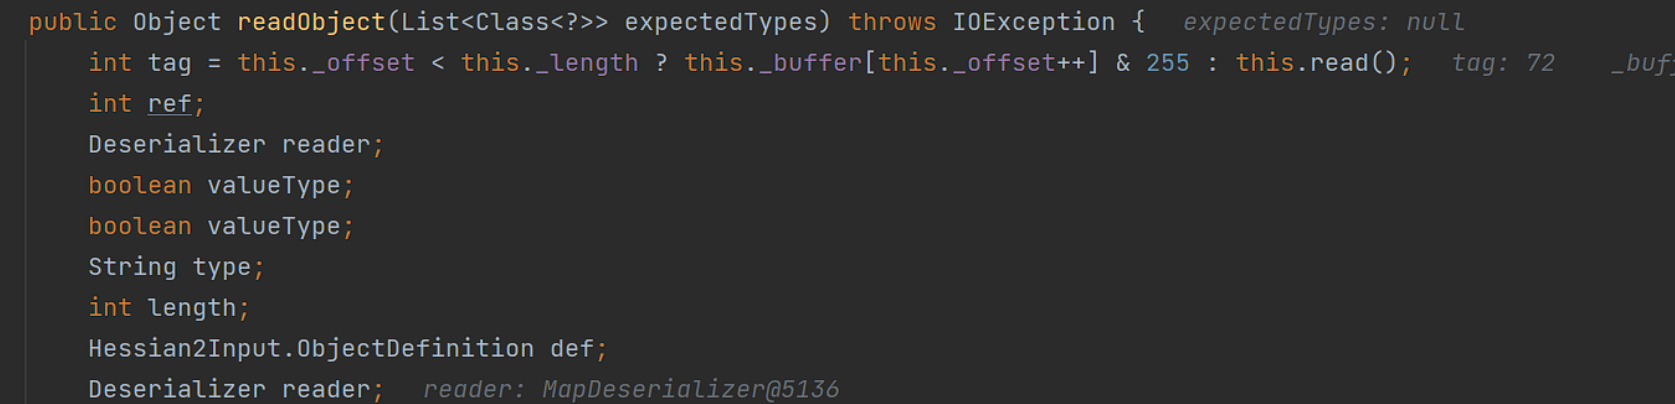 public Object readObject(List<Class<?>> expectedTypes) throws IOException {   expectedTypes: null
    int tag = this._offset < this._length ? this._buffer[this._offset++] & 255 : this.read();   tag: 72
    int ref;
    Deserializer reader;
    boolean valueType;
    boolean valueType;
    String type;
    int length;
    Hessian2Input.ObjectDefinition def;
    Deserializer reader;   reader: MapDeserializer@5136